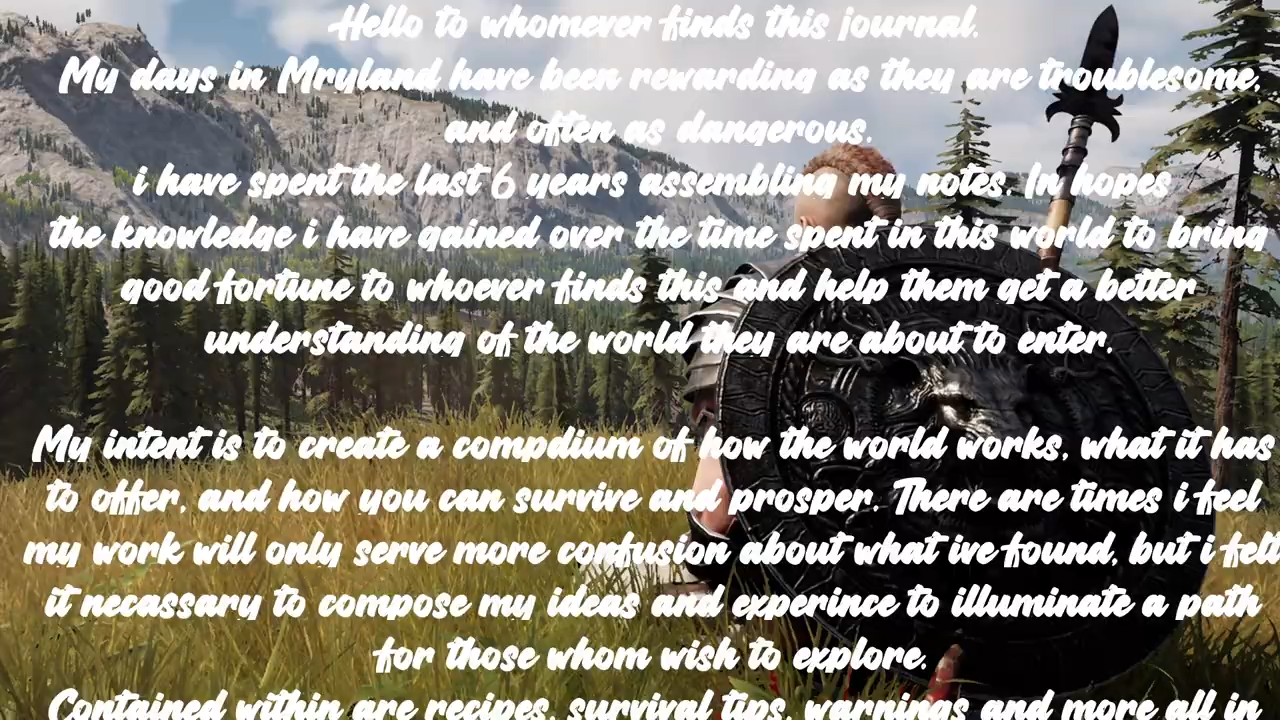 Hello to whomever finds this journal.
My days in Mryland have been rewarding as they are troublesome,
and often as dangerous.
i have spent the last 6 years assembling my notes. In hopes
the knowledge i have gained over the time spent in this world to bring
good fortune to whoever finds this and help them get a better
understanding of the world they are about to enter.
My intent is to create a compdium of how the world works, what it has
to offer, and how you can survive and prosper. There are times i feel
my work will only serve more confusion about what ive found, but i felt
it necassary to compose my ideas and experince to illuminate a path
for those whom wish to explore.
Contained within are recipes, survival tips, warnings and more all in